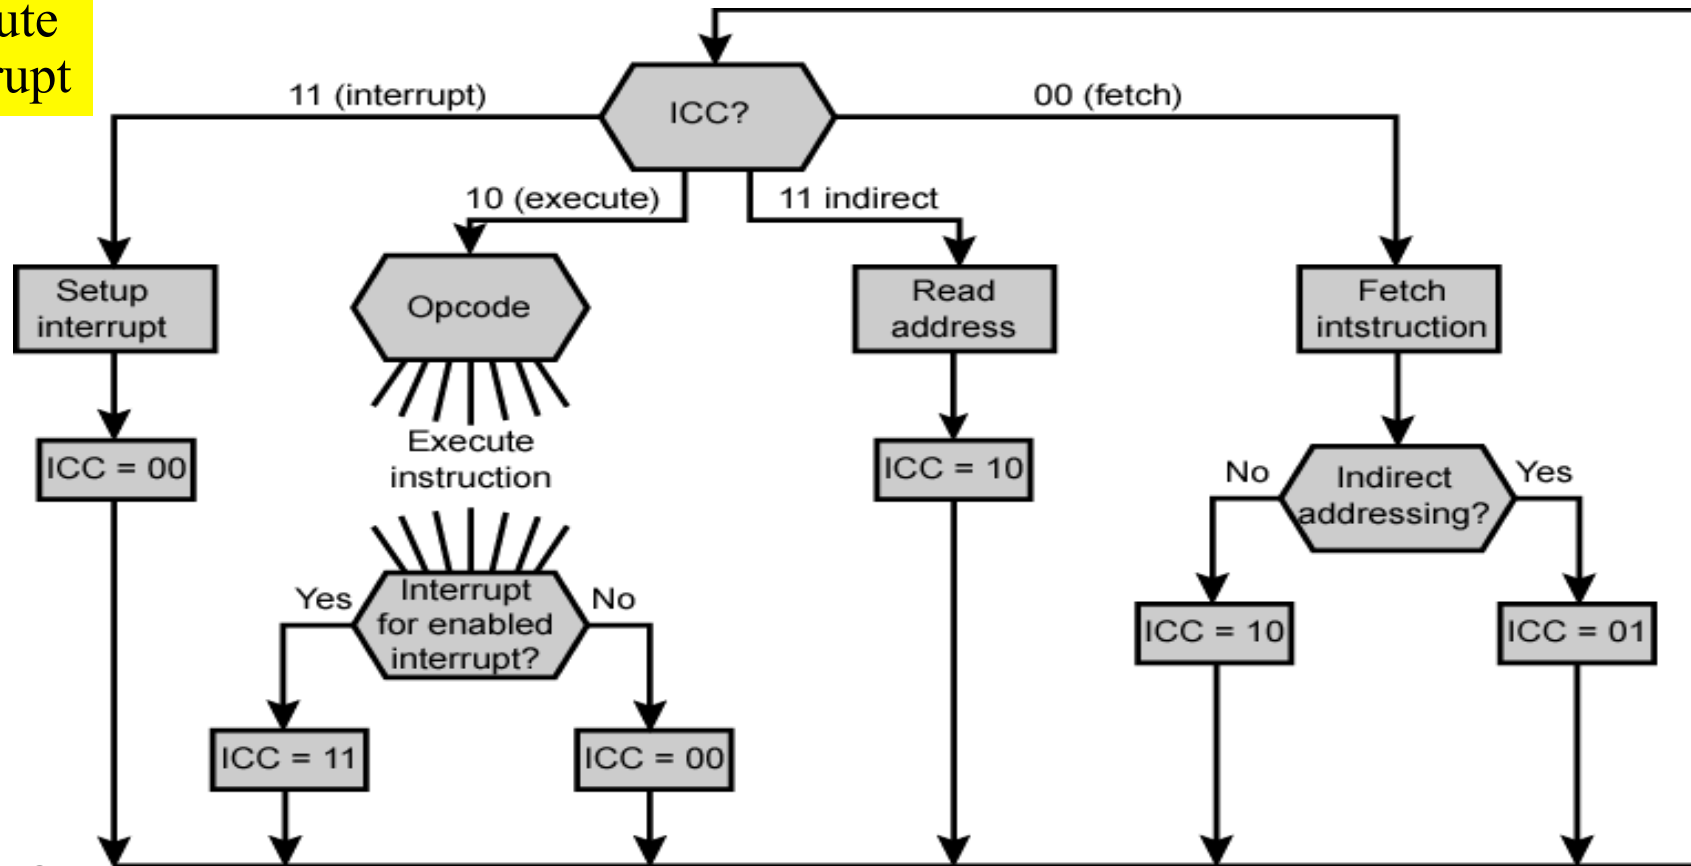 ute
rupt
11 (interrupt)
ICC?
00 (fetch)
10 (execute)
11 indirect
Setup
interrupt
Opcode
Read
address
Fetch
intstruction
ICC = 00
Execute
instruction
ICC = 10
No
Indirect
addressing?
Yes
Yes
Interrupt
for enabled
interrupt?
No
ICC = 10
ICC = 01
ICC = 11
ICC = 00